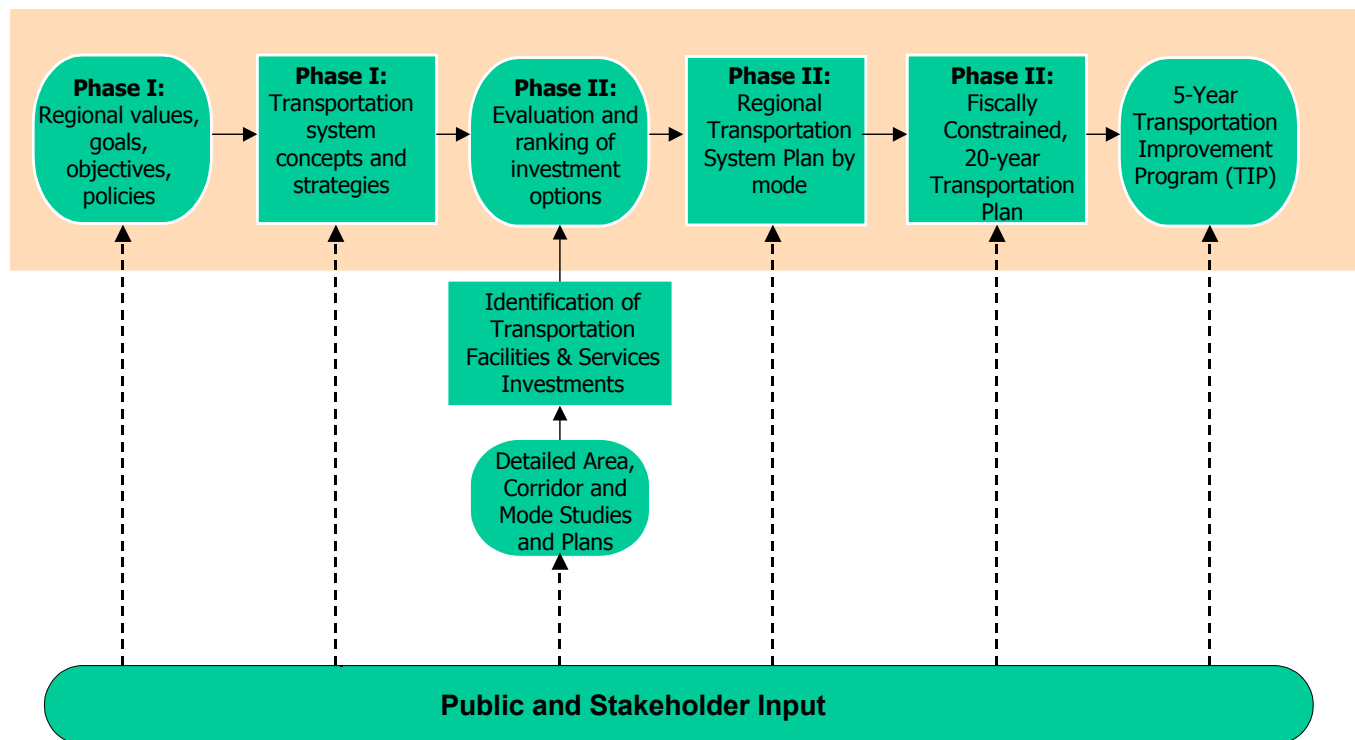 Phase I:
Regional values,
goals,
objectives,
policies
Phase I:
Transportation
system
concepts and
strategies
Phase II:
Evaluation and
ranking of
investment
options
Phase II:
Regional
Transportation
System Plan by
mode
Phase II:
Fiscally
Constrained,
20-year
Transportation
Plan
5-Year
Transportation
Improvement
Program (TIP)
Identification of
Transportation
Facilities & Services
Investments
Detailed Area,
Corridor and
Mode Studies
and Plans
Public and Stakeholder Input